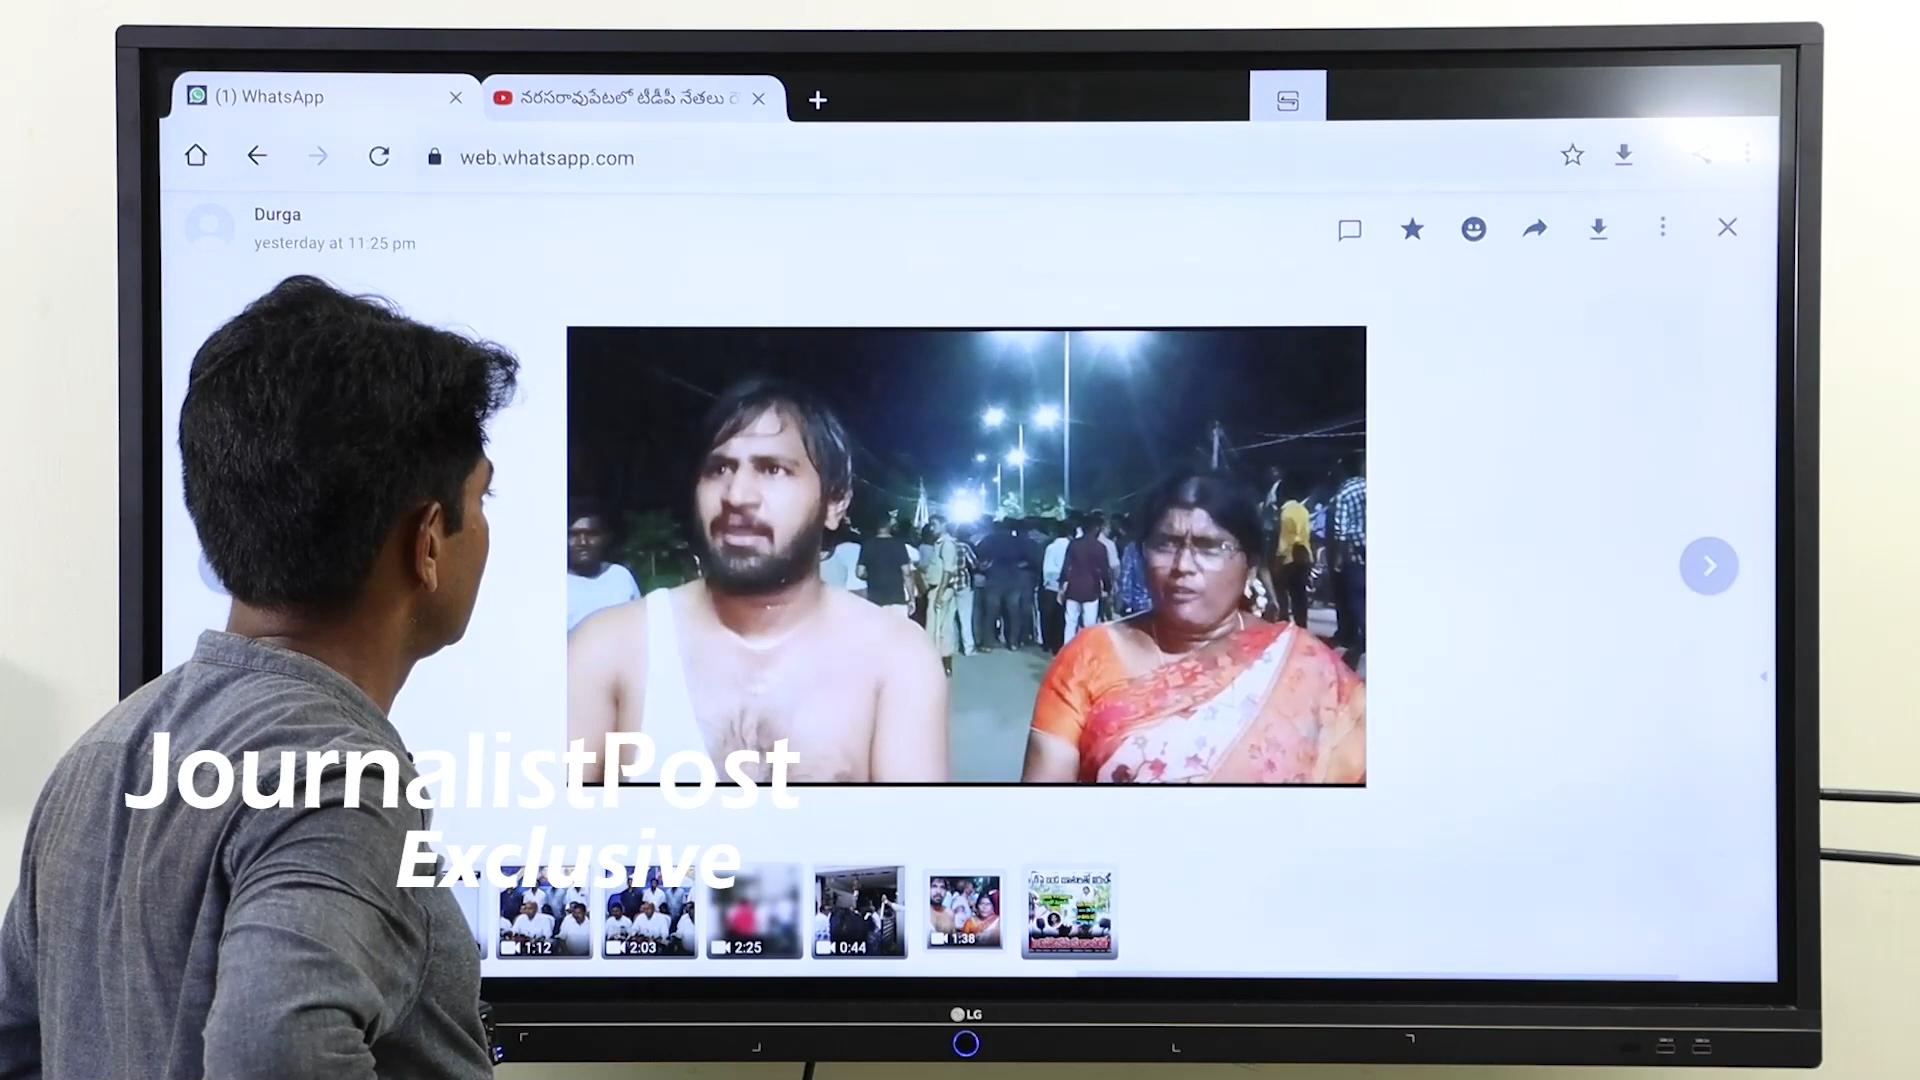 (1) WhatsApp
నరసరావుపేటలో టీడీపీ నేతలు
web.whatsapp.com
Durga
yesterday at 11:25 pm
JournalistPost
Exclusive
1:12
2:03
2:25
0:44
1:38
LG